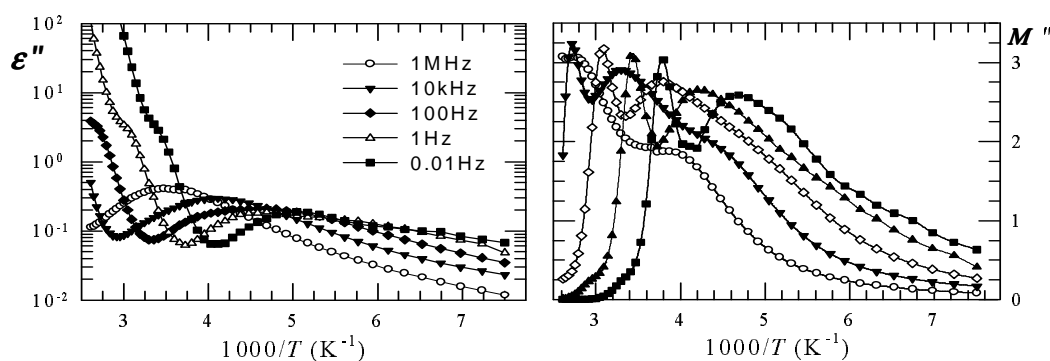 10²
10¹
10⁰
10⁻¹
10⁻²
ε"
1MHz
10kHz
100Hz
1Hz
0.01Hz
3 4 5 6 7
1000/T (K⁻¹)
M"
3
2
1
0
3 4 5 6 7
1000/T (K⁻¹)